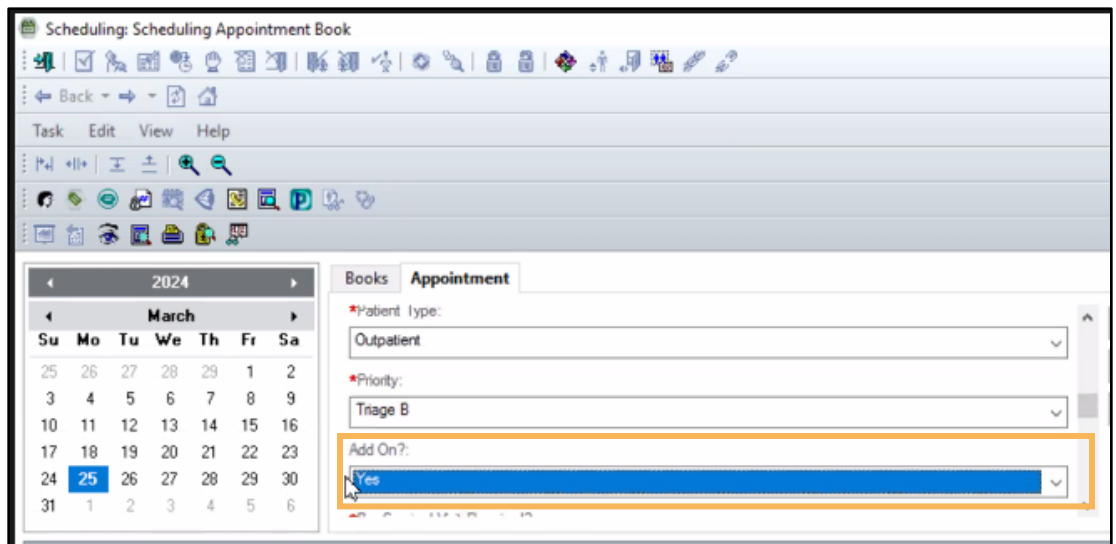 Scheduling: Scheduling Appointment Book
Back
Task Edit View Help
P
2024
March
Su Mo Tu We Th Fr Sa
25 26 27 28 29 1 2
3 4 5 6 7 8 9
10 11 12 13 14 15 16
17 18 19 20 21 22 23
24 25 26 27 28 29 30
31 1 2 3 4 5 6
Books Appointment
*Patient Type:
Outpatient
*Priority:
Triage B
Add On?:
Yes